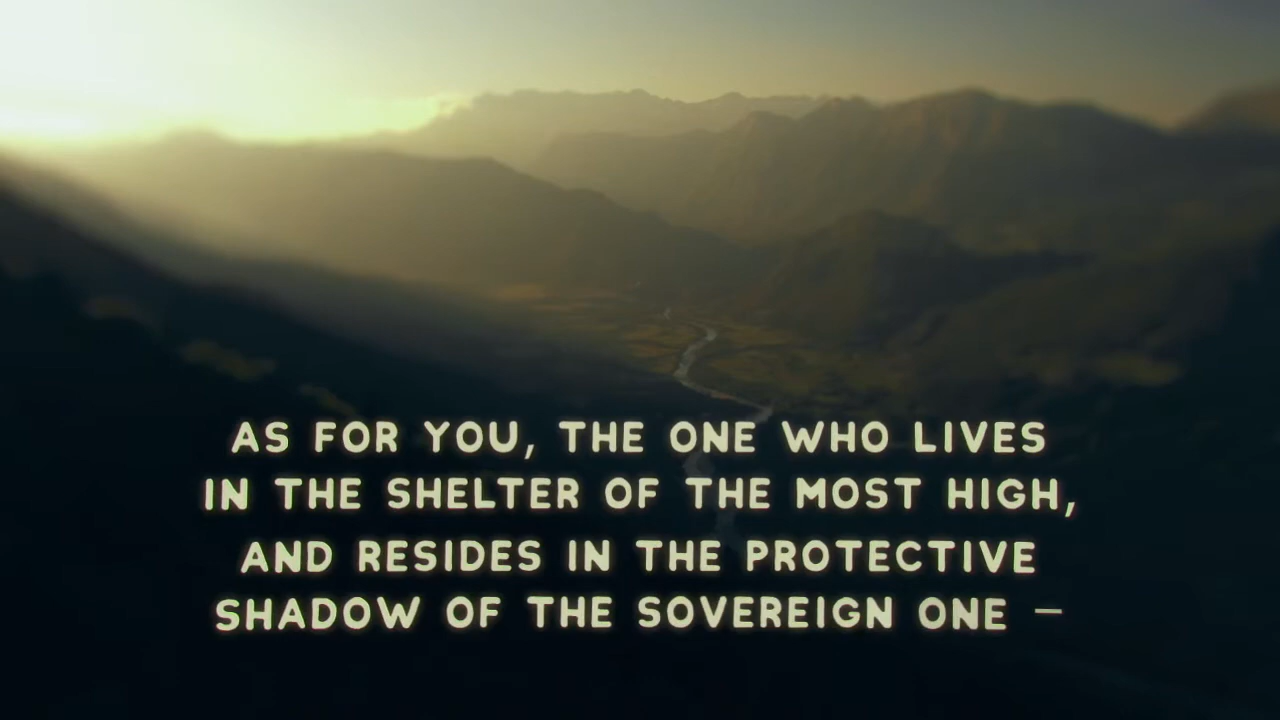 AS FOR YOU, THE ONE WHO LIVES
IN THE SHELTER OF THE MOST HIGH,
AND RESIDES IN THE PROTECTIVE
SHADOW OF THE SOVEREIGN ONE –